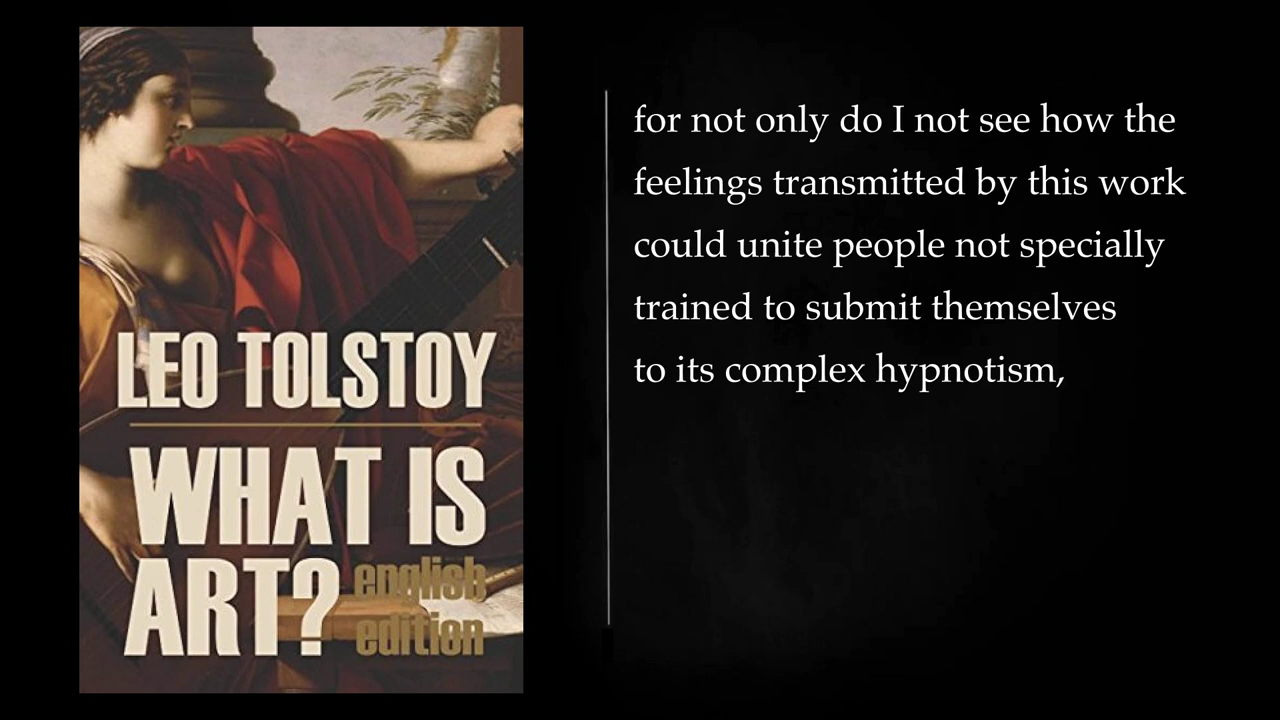 LEO TOLSTOY
WHAT IS
ART?
english
edition
for not only do I not see how the
feelings transmitted by this work
could unite people not specially
trained to submit themselves
to its complex hypnotism,